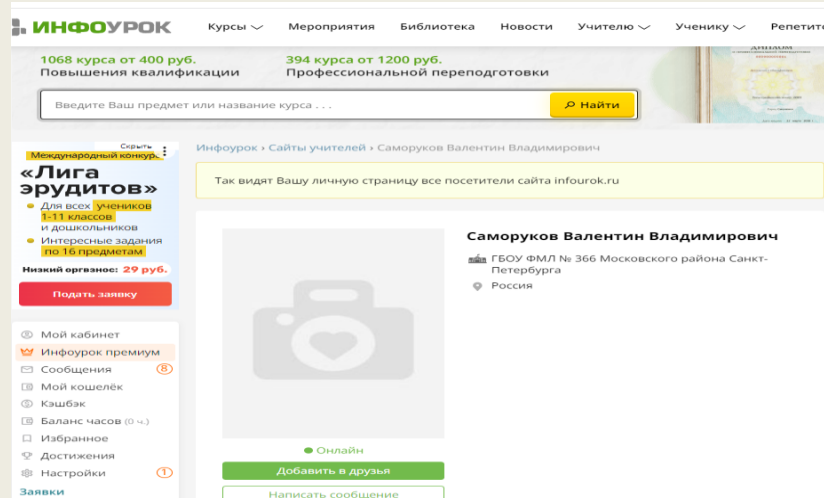 ИНФОУРОК
Курсы Мероприятия Библиотека Новости Учителю Ученику Репетито
1068 курса от 400 руб.
Повышения квалификации
394 курса от 1200 руб.
Профессиональной переподготовки
Введите Ваш предмет или название курса . . .
Найти
ДИПЛОМ
Скрыть
Международный конкурс
«Лига
эрудитов»
Для всех учеников
1-11 классов
и дошкольников
Интересные задания
по 16 предметам
Низкий оргвзнос: 29 руб.
Подать заявку
Мой кабинет
Инфоурок премиум
Сообщения 8
Мой кошелёк
Кэшбэк
Баланс часов (0 ч.)
Избранное
Достижения
Настройки 1
Заявки
Инфоурок › Сайты учителей › Саморуков Валентин Владимирович
Так видят Вашу личную страницу все посетители сайта infourok.ru
Саморуков Валентин Владимирович
ГБОУ ФМЛ № 366 Московского района Санкт-
Петербурга
Россия
Онлайн
Добавить в друзья
Написать сообщение